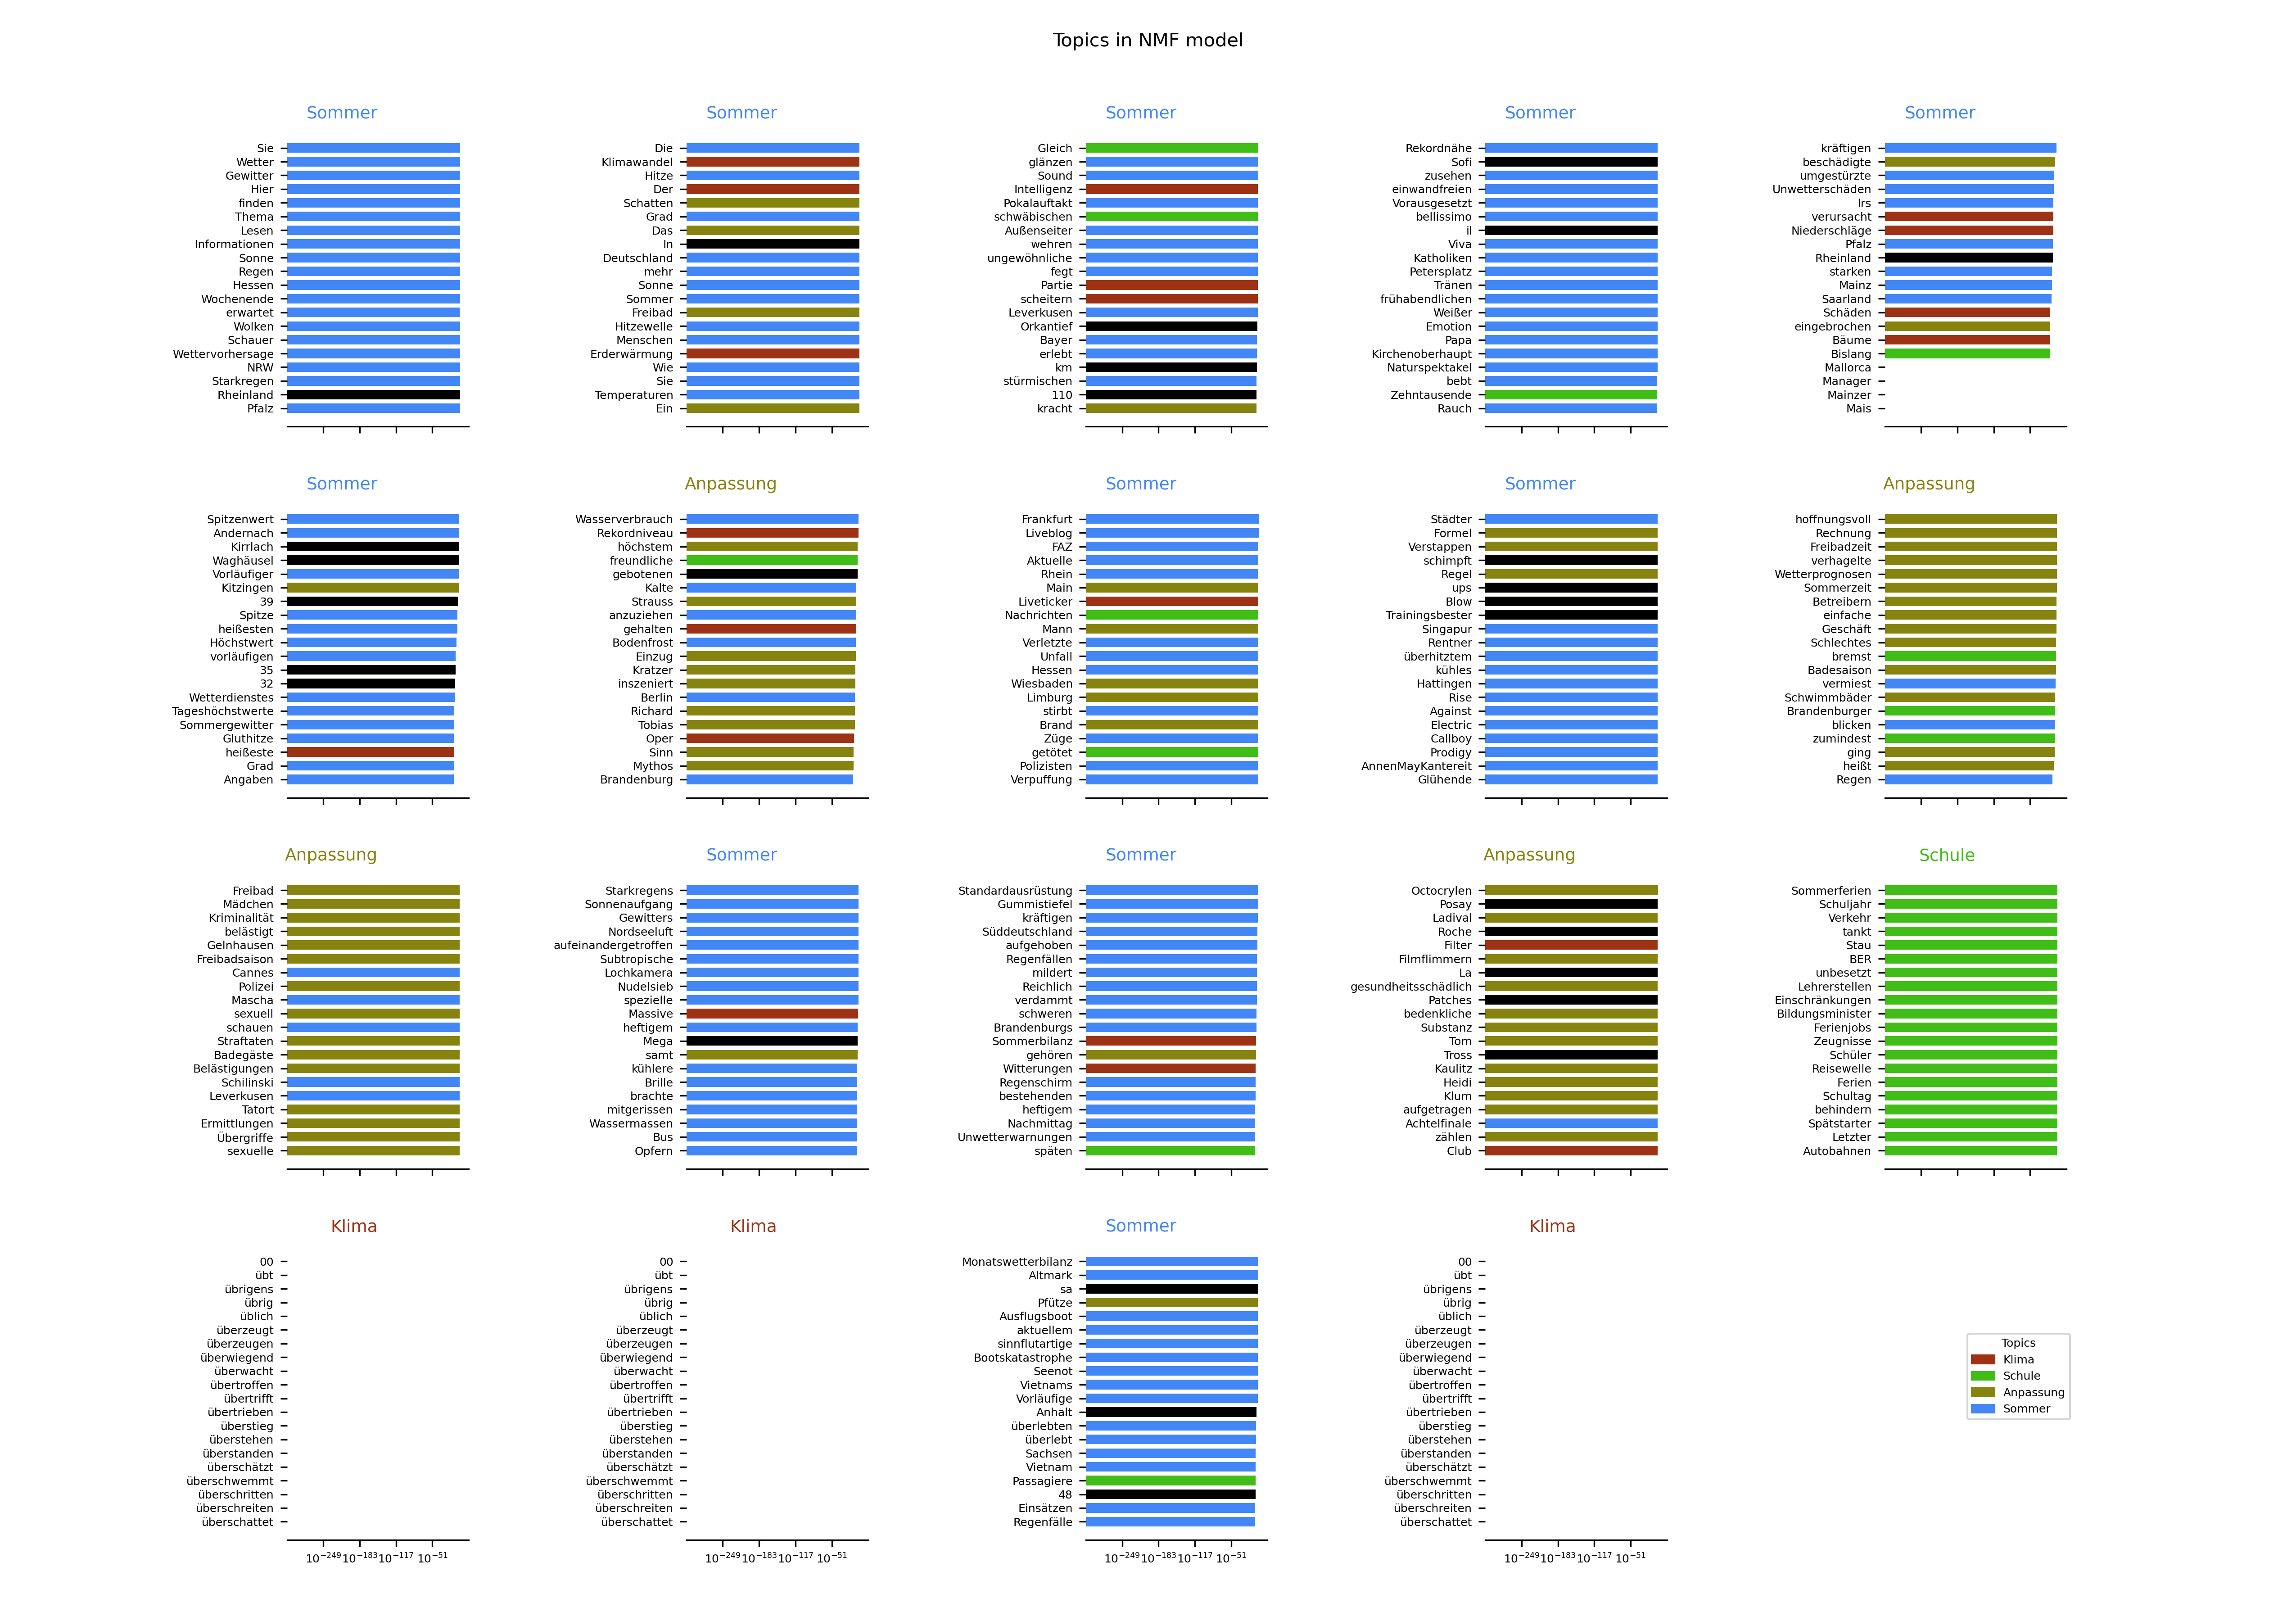 Topics in NMF model
Sommer
Sie
Wetter
Gewitter
Hier
finden
Thema
Lesen
Informationen
Sonne
Regen
Hessen
Wochenende
erwartet
Wolken
Schauer
Wettervorhersage
NRW
Starkregen
Rheinland
Pfalz
Sommer
Die
Klimawandel
Hitze
Der
Schatten
Grad
Das
In
Deutschland
mehr
Sonne
Sommer
Freibad
Hitzewelle
Menschen
Erderwärmung
Wie
Sie
Temperaturen
Ein
Sommer
Gleich
glänzen
Sound
Intelligenz
Pokalauftakt
schwäbischen
Außenseiter
wehren
ungewöhnliche
fegt
Partie
scheitern
Leverkusen
Orkantief
Bayer
erlebt
km
stürmischen
110
kracht
Sommer
Rekordnähe
Sofi
zusehen
einwandfreien
Vorausgesetzt
bellissimo
il
Viva
Katholiken
Petersplatz
Tränen
frühabendlichen
Weißer
Emotion
Papa
Kirchenoberhaupt
Naturspektakel
bebt
Zehntausende
Rauch
Sommer
kräftigen
beschädigte
umgestürzte
Unwetterschäden
lrs
verursacht
Niederschläge
Pfalz
Rheinland
starken
Mainz
Saarland
Schäden
eingebrochen
Bäume
Bislang
Mallorca
Manager
Mainzer
Mais
Sommer
Spitzenwert
Andernach
Kirrlach
Waghäusel
Vorläufiger
Kitzingen
39
Spitze
heißesten
Höchstwert
vorläufigen
35
32
Wetterdienstes
Tageshöchstwerte
Sommergewitter
Gluthitze
heißeste
Grad
Angaben
Anpassung
Wasserverbrauch
Rekordniveau
höchstem
freundliche
gebotenen
Kalte
Strauss
anzuziehen
gehalten
Bodenfrost
Einzug
Kratzer
inszeniert
Berlin
Richard
Tobias
Oper
Sinn
Mythos
Brandenburg
Sommer
Frankfurt
Liveblog
FAZ
Aktuelle
Rhein
Main
Liveticker
Nachrichten
Mann
Verletzte
Unfall
Hessen
Wiesbaden
Limburg
stirbt
Brand
Züge
getötet
Polizisten
Verpuffung
Sommer
Städter
Formel
Verstappen
schimpft
Regel
ups
Blow
Trainingsbester
Singapur
Rentner
überhitztem
kühles
Hattingen
Rise
Against
Electric
Callboy
Prodigy
AnnenMayKantereit
Glühende
Anpassung
hoffnungsvoll
Rechnung
Freibadzeit
verhagelte
Wetterprognosen
Sommerzeit
Betreibern
einfache
Geschäft
Schlechtes
bremst
Badesaison
vermiest
Schwimmbäder
Brandenburger
blicken
zumindest
ging
heißt
Regen
Anpassung
Freibad
Mädchen
Kriminalität
belästigt
Gelnhausen
Freibadsaison
Cannes
Polizei
Mascha
sexuell
schauen
Straftaten
Badegäste
Belästigungen
Schilinski
Leverkusen
Tatort
Ermittlungen
Übergriffe
sexuelle
Sommer
Starkregens
Sonnenaufgang
Gewitters
Nordseeluft
aufeinandergetroffen
Subtropische
Lochkamera
Nudelsieb
spezielle
Massive
heftigem
Mega
samt
kühlere
Brille
brachte
mitgerissen
Wassermassen
Bus
Opfern
Sommer
Standardausrüstung
Gummistiefel
kräftigen
Süddeutschland
aufgehoben
Regenfällen
mildert
Reichlich
verdammt
schweren
Brandenburgs
Sommerbilanz
gehören
Witterungen
Regenschirm
bestehenden
heftigem
Nachmittag
Unwetterwarnungen
späten
Anpassung
Octocrylen
Posay
Ladival
Roche
Filter
Filmflimmern
La
gesundheitsschädlich
Patches
bedenkliche
Substanz
Tom
Tross
Kaulitz
Heidi
Klum
aufgetragen
Achtelfinale
zählen
Club
Schule
Sommerferien
Schuljahr
Verkehr
tankt
Stau
BER
unbesetzt
Lehrerstellen
Einschränkungen
Bildungsminister
Ferienjobs
Zeugnisse
Schüler
Reisewelle
Ferien
Schultag
behindern
Spätstarter
Letzter
Autobahnen
Klima
00
übt
übrigens
übrig
üblich
überzeugt
überzeugen
überwiegend
überwacht
übertroffen
übertrifft
übertrieben
überstieg
überstehen
überstanden
überschätzt
überschwemmt
überschritten
überschreiten
überschattet
10⁻²⁴⁹ 10⁻¹⁸³ 10⁻¹¹⁷ 10⁻⁵¹
Klima
00
übt
übrigens
übrig
üblich
überzeugt
überzeugen
überwiegend
überwacht
übertroffen
übertrifft
übertrieben
überstieg
überstehen
überstanden
überschätzt
überschwemmt
überschritten
überschreiten
überschattet
10⁻²⁴⁹ 10⁻¹⁸³ 10⁻¹¹⁷ 10⁻⁵¹
Sommer
Monatswetterbilanz
Altmark
sa
Pfütze
Ausflugsboot
aktuellem
sinnflutartige
Bootskatastrophe
Seenot
Vietnams
Vorläufige
Anhalt
überlebten
überlebt
Sachsen
Vietnam
Passagiere
48
Einsätzen
Regenfälle
10⁻²⁴⁹ 10⁻¹⁸³ 10⁻¹¹⁷ 10⁻⁵¹
Klima
00
übt
übrigens
übrig
üblich
überzeugt
überzeugen
überwiegend
überwacht
übertroffen
übertrifft
übertrieben
überstieg
überstehen
überstanden
überschätzt
überschwemmt
überschritten
überschreiten
überschattet
10⁻²⁴⁹ 10⁻¹⁸³ 10⁻¹¹⁷ 10⁻⁵¹
Topics
Klima
Schule
Anpassung
Sommer